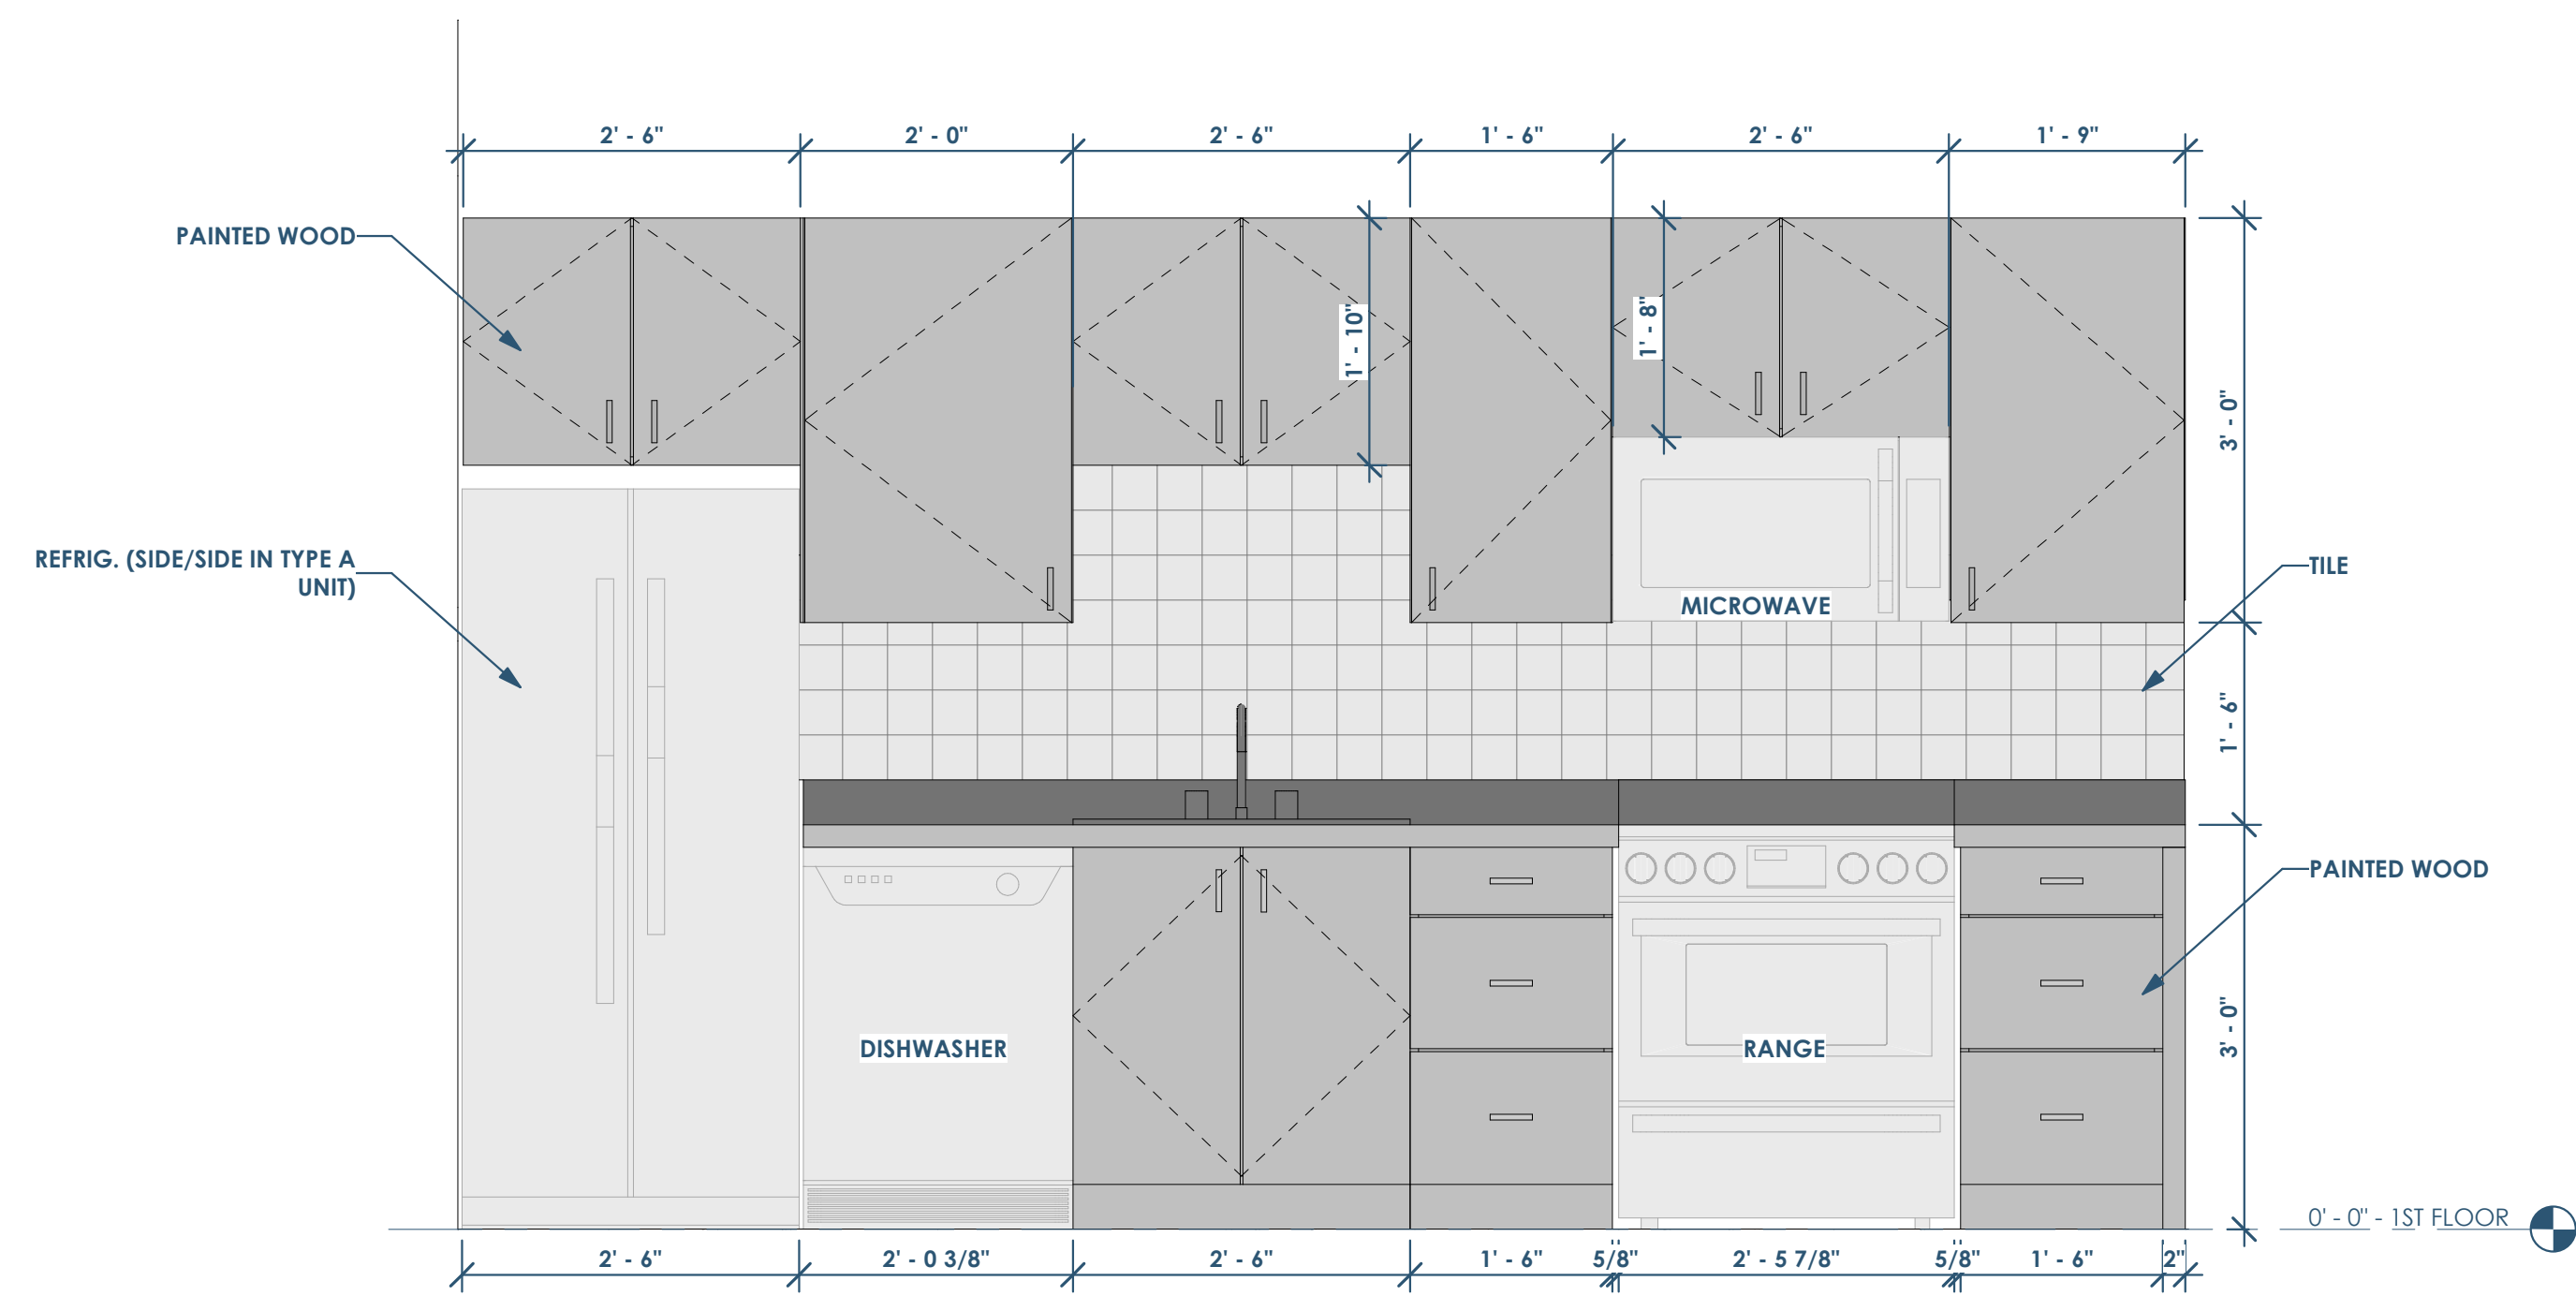 2' - 6"
2' - 0"
2' - 6"
1' - 6"
2' - 6"
1' - 9"
PAINTED WOOD
1' - 10"
1' - 8"
3' - 0"
REFRIG. (SIDE/SIDE IN TYPE A
UNIT)
TILE
MICROWAVE
1' - 6"
PAINTED WOOD
DISHWASHER
RANGE
3' - 0"
0' - 0" - 1ST FLOOR
2' - 6"
2' - 0 3/8"
2' - 6"
1' - 6"
5/8"
2' - 5 7/8"
5/8"
1' - 6"
2"